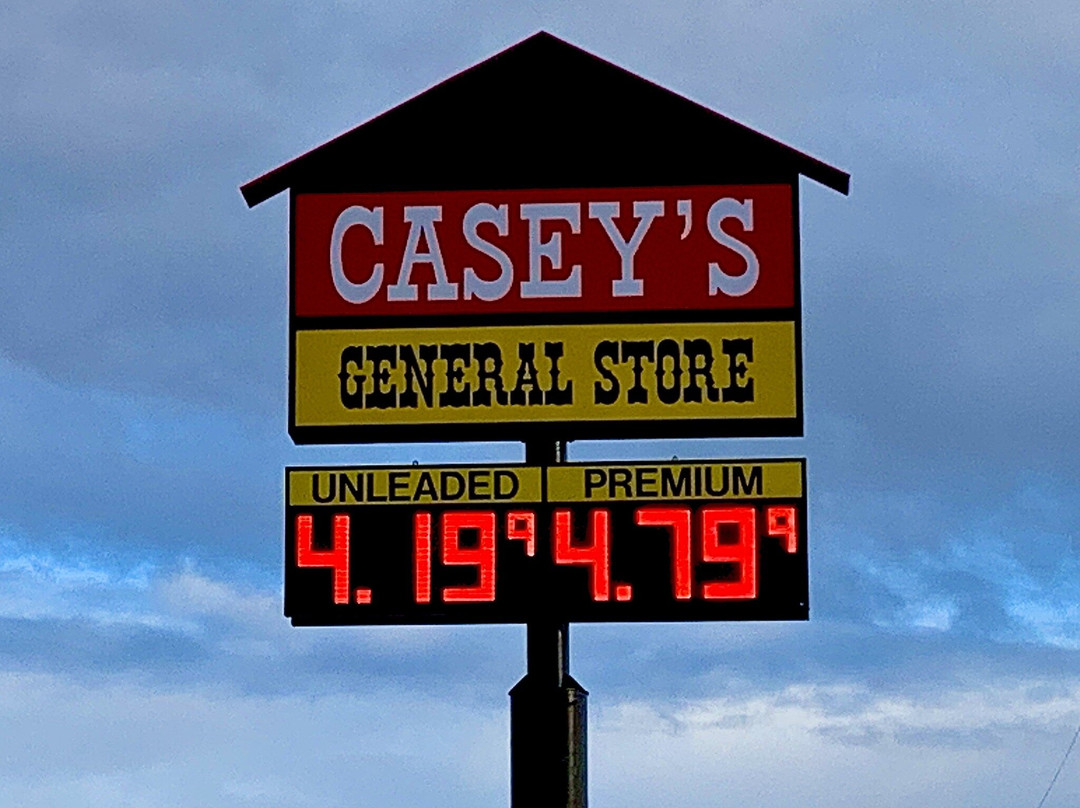 CASEY'S
GENERAL STORE
UNLEADED PREMIUM
4.199 4.799